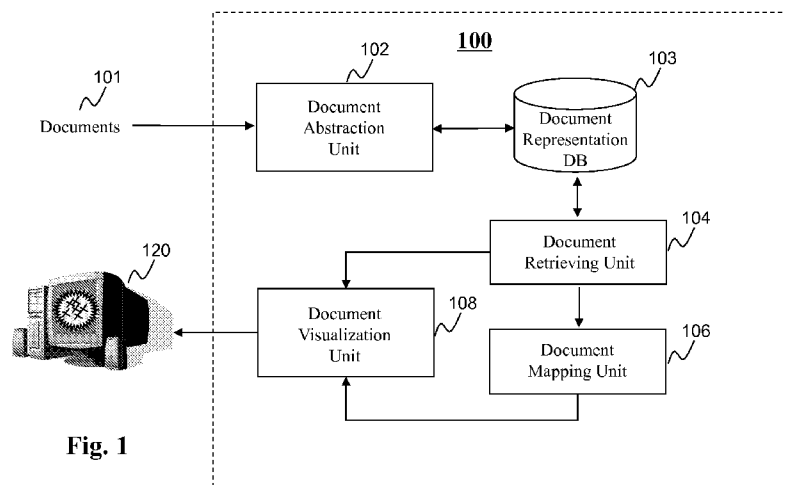 100
101
Documents
102
Document
Abstraction
Unit
103
Document
Representation
DB
104
Document
Retrieving Unit
120
Document
Visualization
Unit
108
Document
Mapping Unit
106
Fig. 1